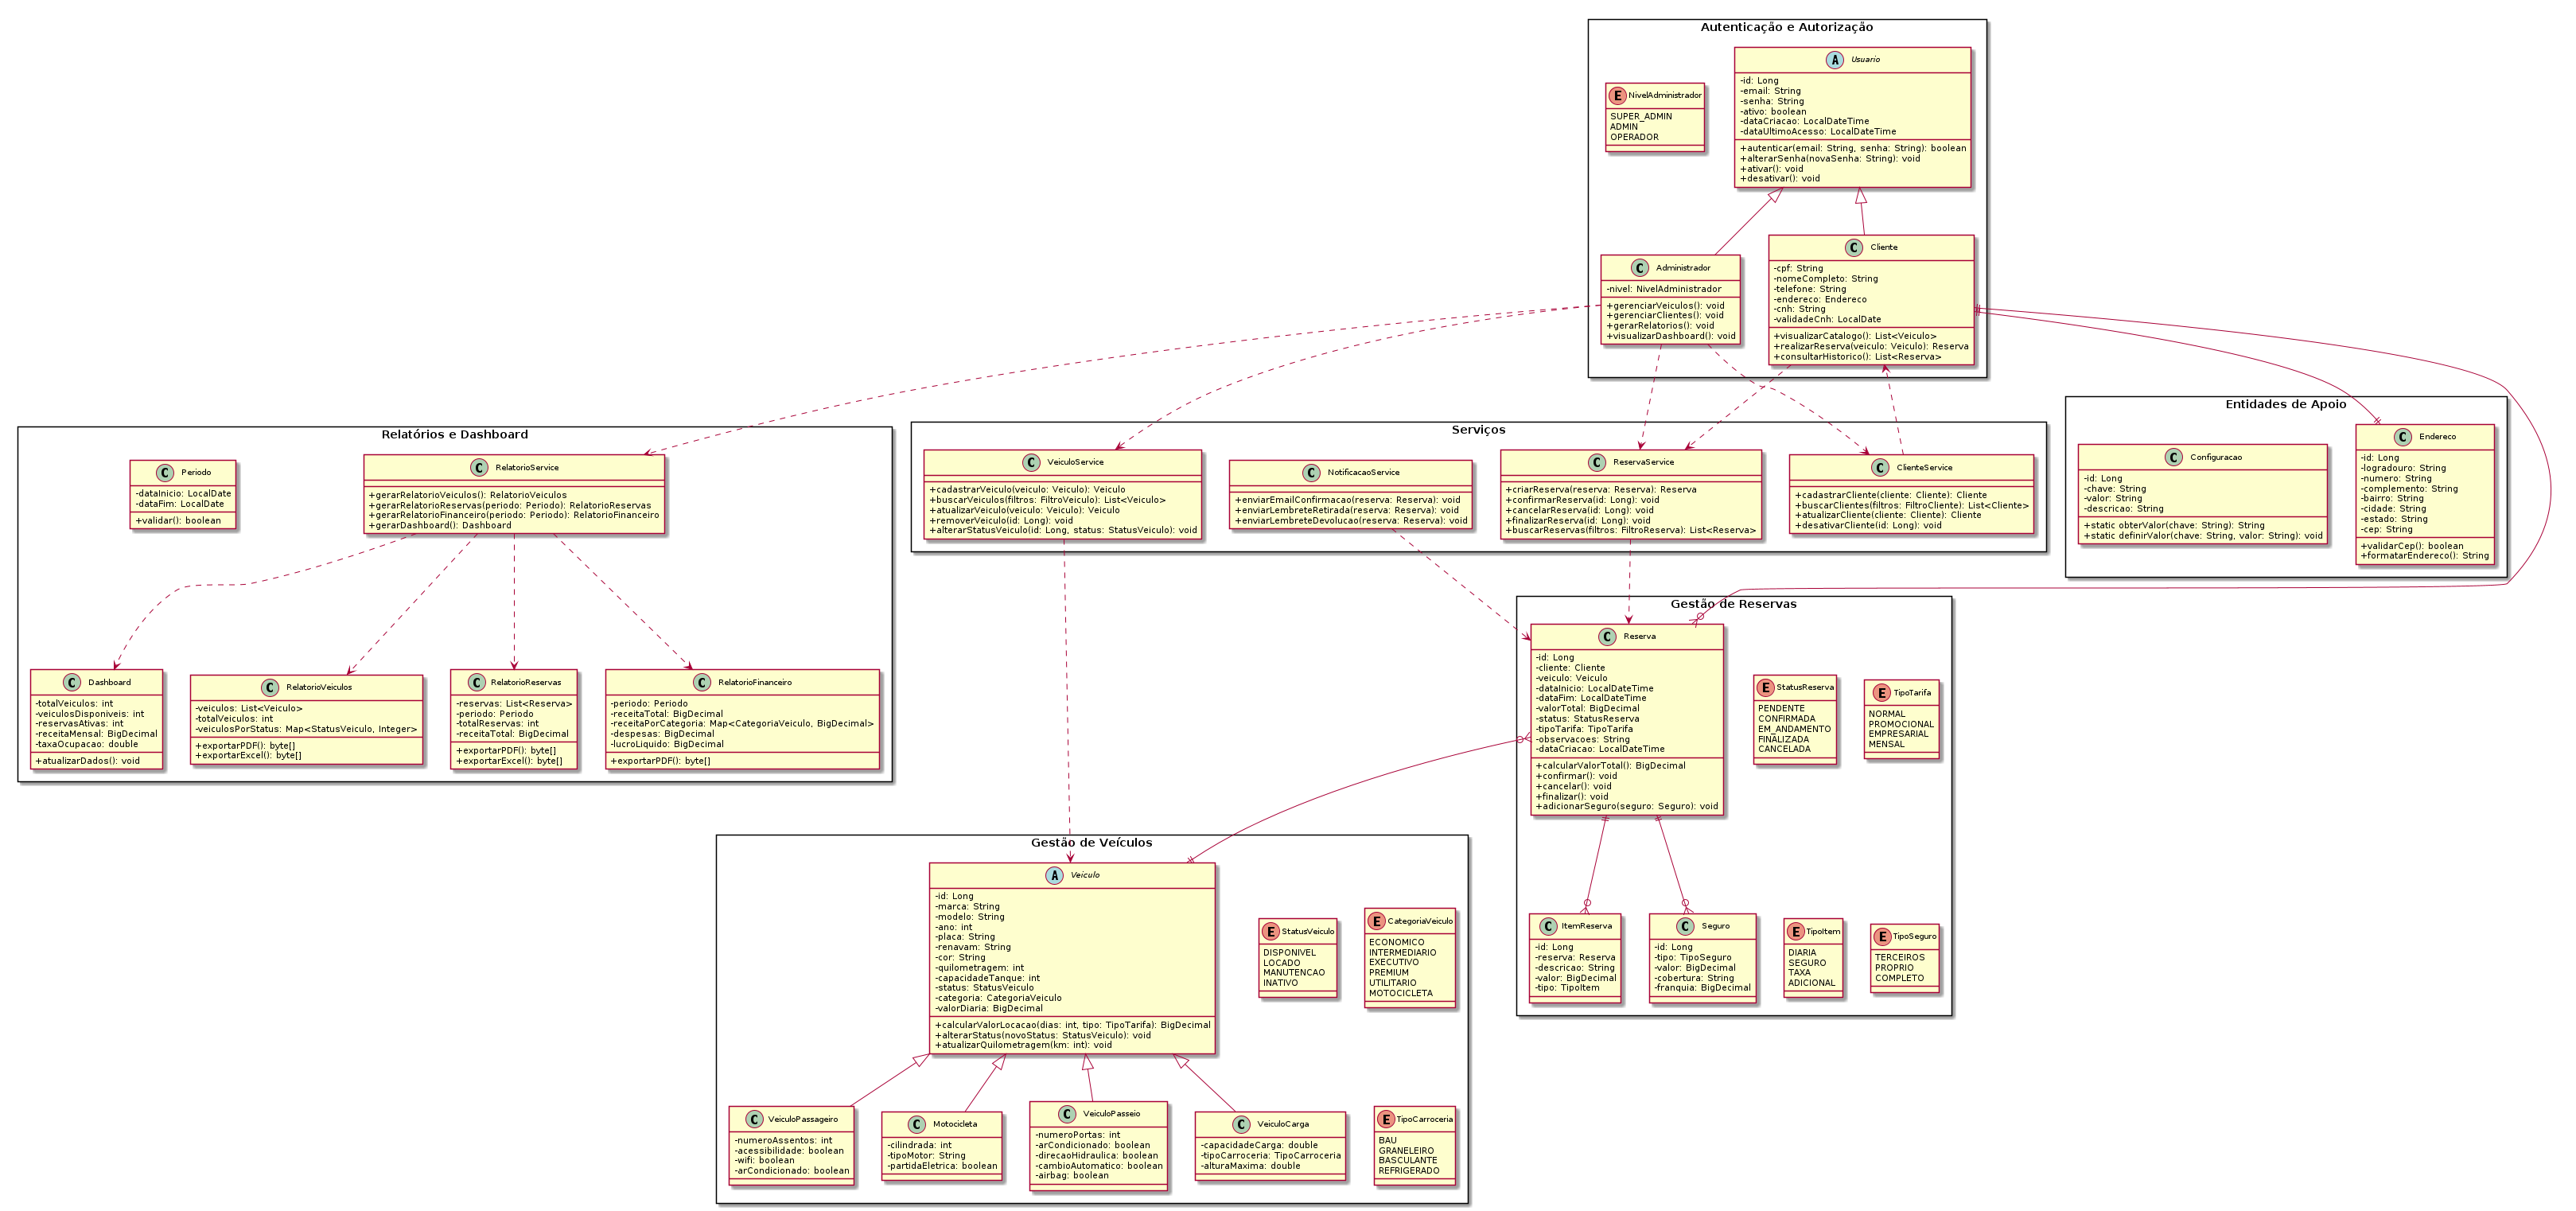 Autenticação e Autorização
A Usuario
-id: Long
-email: String
-senha: String
-ativo: boolean
-dataCriacao: LocalDateTime
-dataUltimoAcesso: LocalDateTime
+autenticar(email: String, senha: String): boolean
+alterarSenha(novaSenha: String): void
+ativar(): void
+desativar(): void
E NivelAdministrador
SUPER_ADMIN
ADMIN
OPERADOR
C Administrador
-nivel: NivelAdministrador
+gerenciarVeiculos(): void
+gerenciarClientes(): void
+gerarRelatorios(): void
+visualizarDashboard(): void
C Cliente
-cpf: String
-nomeCompleto: String
-telefone: String
-endereco: Endereco
-cnh: String
-validadeCnh: LocalDate
+visualizarCatalogo(): List<Veiculo>
+realizarReserva(veiculo: Veiculo): Reserva
+consultarHistorico(): List<Reserva>
Relatórios e Dashboard
C Periodo
-dataInicio: LocalDate
-dataFim: LocalDate
+validar(): boolean
C RelatorioService
+gerarRelatorioVeiculos(): RelatorioVeiculos
+gerarRelatorioReservas(periodo: Periodo): RelatorioReservas
+gerarRelatorioFinanceiro(periodo: Periodo): RelatorioFinanceiro
+gerarDashboard(): Dashboard
C Dashboard
-totalVeiculos: int
-veiculosDisponiveis: int
-reservasAtivas: int
-receitaMensal: BigDecimal
-taxaOcupacao: double
+atualizarDados(): void
C RelatorioVeiculos
-veiculos: List<Veiculo>
-totalVeiculos: int
-veiculosPorStatus: Map<StatusVeiculo, Integer>
+exportarPDF(): byte[]
+exportarExcel(): byte[]
C RelatorioReservas
-reservas: List<Reserva>
-periodo: Periodo
-totalReservas: int
-receitaTotal: BigDecimal
+exportarPDF(): byte[]
+exportarExcel(): byte[]
C RelatorioFinanceiro
-periodo: Periodo
-receitaTotal: BigDecimal
-receitaPorCategoria: Map<CategoriaVeiculo, BigDecimal>
-despesas: BigDecimal
-lucroLiquido: BigDecimal
+exportarPDF(): byte[]
Serviços
C VeiculoService
+cadastrarVeiculo(veiculo: Veiculo): Veiculo
+buscarVeiculos(filtros: FiltroVeiculo): List<Veiculo>
+atualizarVeiculo(veiculo: Veiculo): Veiculo
+removerVeiculo(id: Long): void
+alterarStatusVeiculo(id: Long, status: StatusVeiculo): void
C NotificacaoService
+enviarEmailConfirmacao(reserva: Reserva): void
+enviarLembreteRetirada(reserva: Reserva): void
+enviarLembreteDevolucao(reserva: Reserva): void
C ReservaService
+criarReserva(reserva: Reserva): Reserva
+confirmarReserva(id: Long): void
+cancelarReserva(id: Long): void
+finalizarReserva(id: Long): void
+buscarReservas(filtros: FiltroReserva): List<Reserva>
C ClienteService
+cadastrarCliente(cliente: Cliente): Cliente
+buscarClientes(filtros: FiltroCliente): List<Cliente>
+atualizarCliente(cliente: Cliente): Cliente
+desativarCliente(id: Long): void
Entidades de Apoio
C Configuracao
-id: Long
-chave: String
-valor: String
-descricao: String
+static obterValor(chave: String): String
+static definirValor(chave: String, valor: String): void
C Endereco
-id: Long
-logradouro: String
-numero: String
-complemento: String
-bairro: String
-cidade: String
-estado: String
-cep: String
+validarCep(): boolean
+formatarEndereco(): String
Gestão de Reservas
C Reserva
-id: Long
-cliente: Cliente
-veiculo: Veiculo
-dataInicio: LocalDateTime
-dataFim: LocalDateTime
-valorTotal: BigDecimal
-status: StatusReserva
-tipoTarifa: TipoTarifa
-observacoes: String
-dataCriacao: LocalDateTime
+calcularValorTotal(): BigDecimal
+confirmar(): void
+cancelar(): void
+finalizar(): void
+adicionarSeguro(seguro: Seguro): void
E StatusReserva
PENDENTE
CONFIRMADA
EM_ANDAMENTO
FINALIZADA
CANCELADA
E TipoTarifa
NORMAL
PROMOCIONAL
EMPRESARIAL
MENSAL
C ItemReserva
-id: Long
-reserva: Reserva
-descricao: String
-valor: BigDecimal
-tipo: TipoItem
C Seguro
-id: Long
-tipo: TipoSeguro
-valor: BigDecimal
-cobertura: String
-franquia: BigDecimal
E TipoItem
DIARIA
SEGURO
TAXA
ADICIONAL
E TipoSeguro
TERCEIROS
PROPRIO
COMPLETO
Gestão de Veículos
A Veiculo
-id: Long
-marca: String
-modelo: String
-ano: int
-placa: String
-renavam: String
-cor: String
-quilometragem: int
-capacidadeTanque: int
-status: StatusVeiculo
-categoria: CategoriaVeiculo
-valorDiaria: BigDecimal
+calcularValorLocacao(dias: int, tipo: TipoTarifa): BigDecimal
+alterarStatus(novoStatus: StatusVeiculo): void
+atualizarQuilometragem(km: int): void
E StatusVeiculo
DISPONIVEL
LOCADO
MANUTENCAO
INATIVO
E CategoriaVeiculo
ECONOMICO
INTERMEDIARIO
EXECUTIVO
PREMIUM
UTILITARIO
MOTOCICLETA
C VeiculoPassageiro
-numeroAssentos: int
-acessibilidade: boolean
-wifi: boolean
-arCondicionado: boolean
C Motocicleta
-cilindrada: int
-tipoMotor: String
-partidaEletrica: boolean
C VeiculoPasseio
-numeroPortas: int
-arCondicionado: boolean
-direcaoHidraulica: boolean
-cambioAutomatico: boolean
-airbag: boolean
C VeiculoCarga
-capacidadeCarga: double
-tipoCarroceria: TipoCarroceria
-alturaMaxima: double
E TipoCarroceria
BAU
GRANELEIRO
BASCULANTE
REFRIGERADO